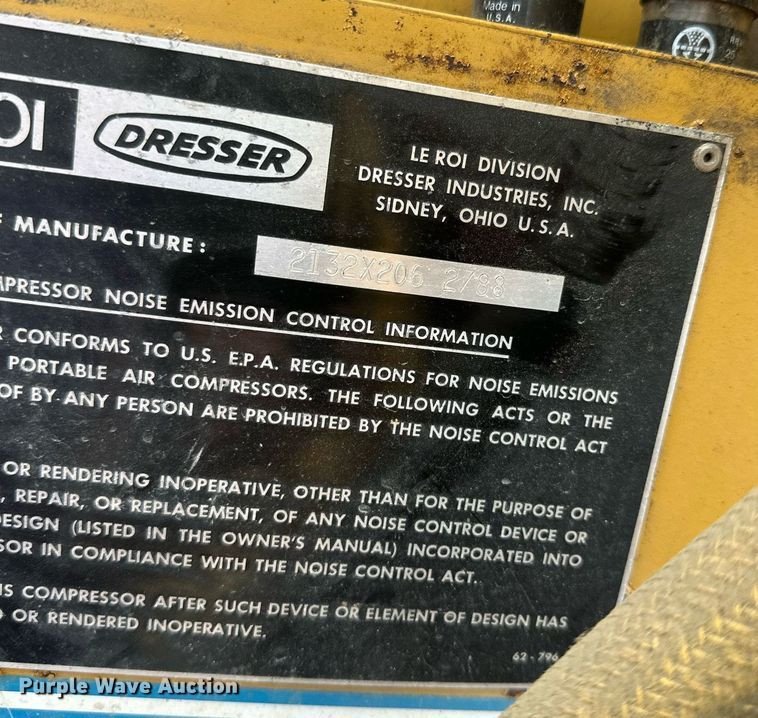 Made in
U.S.A.
OI
DRESSER
LE ROI DIVISION
DRESSER INDUSTRIES, INC.
SIDNEY, OHIO U.S.A.
F MANUFACTURE:
2132X206 2/88
MPRESSOR NOISE EMISSION CONTROL INFORMATION
R CONFORMS TO U.S. E.P.A. REGULATIONS FOR NOISE EMISSIONS
PORTABLE AIR COMPRESSORS. THE FOLLOWING ACTS OR THE
OF BY ANY PERSON ARE PROHIBITED BY THE NOISE CONTROL ACT
OR RENDERING INOPERATIVE, OTHER THAN FOR THE PURPOSE OF
, REPAIR, OR REPLACEMENT, OF ANY NOISE CONTROL DEVICE OR
DESIGN (LISTED IN THE OWNER'S MANUAL) INCORPORATED INTO
SOR IN COMPLIANCE WITH THE NOISE CONTROL ACT.
IS COMPRESSOR AFTER SUCH DEVICE OR ELEMENT OF DESIGN HAS
D OR RENDERED INOPERATIVE.
62-796
Purple Wave Auction